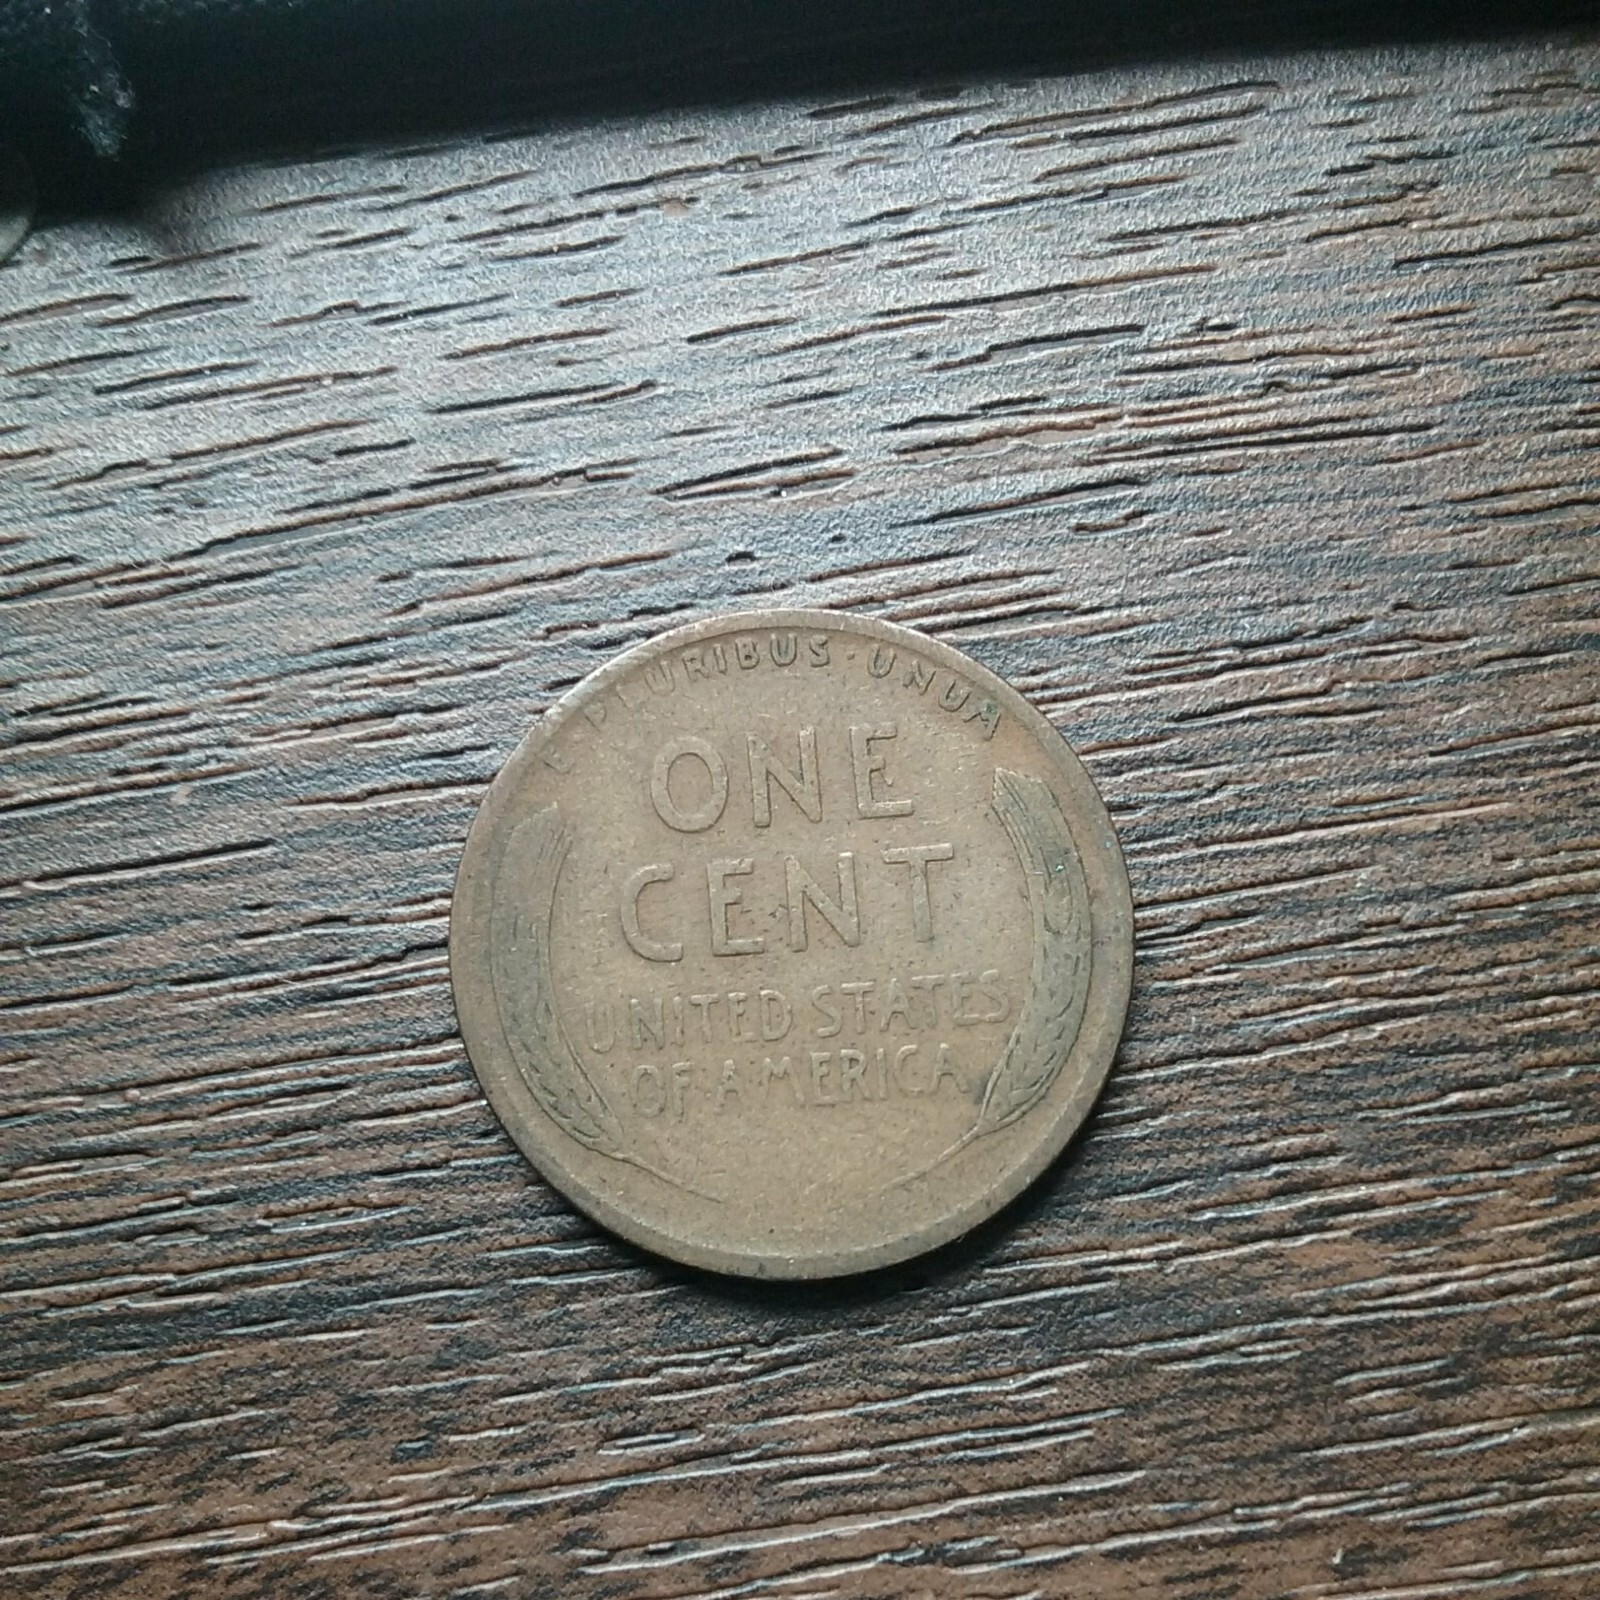 E PLURIBUS · UNUM
ONE
CENT
UNITED STATES
OF AMERICA